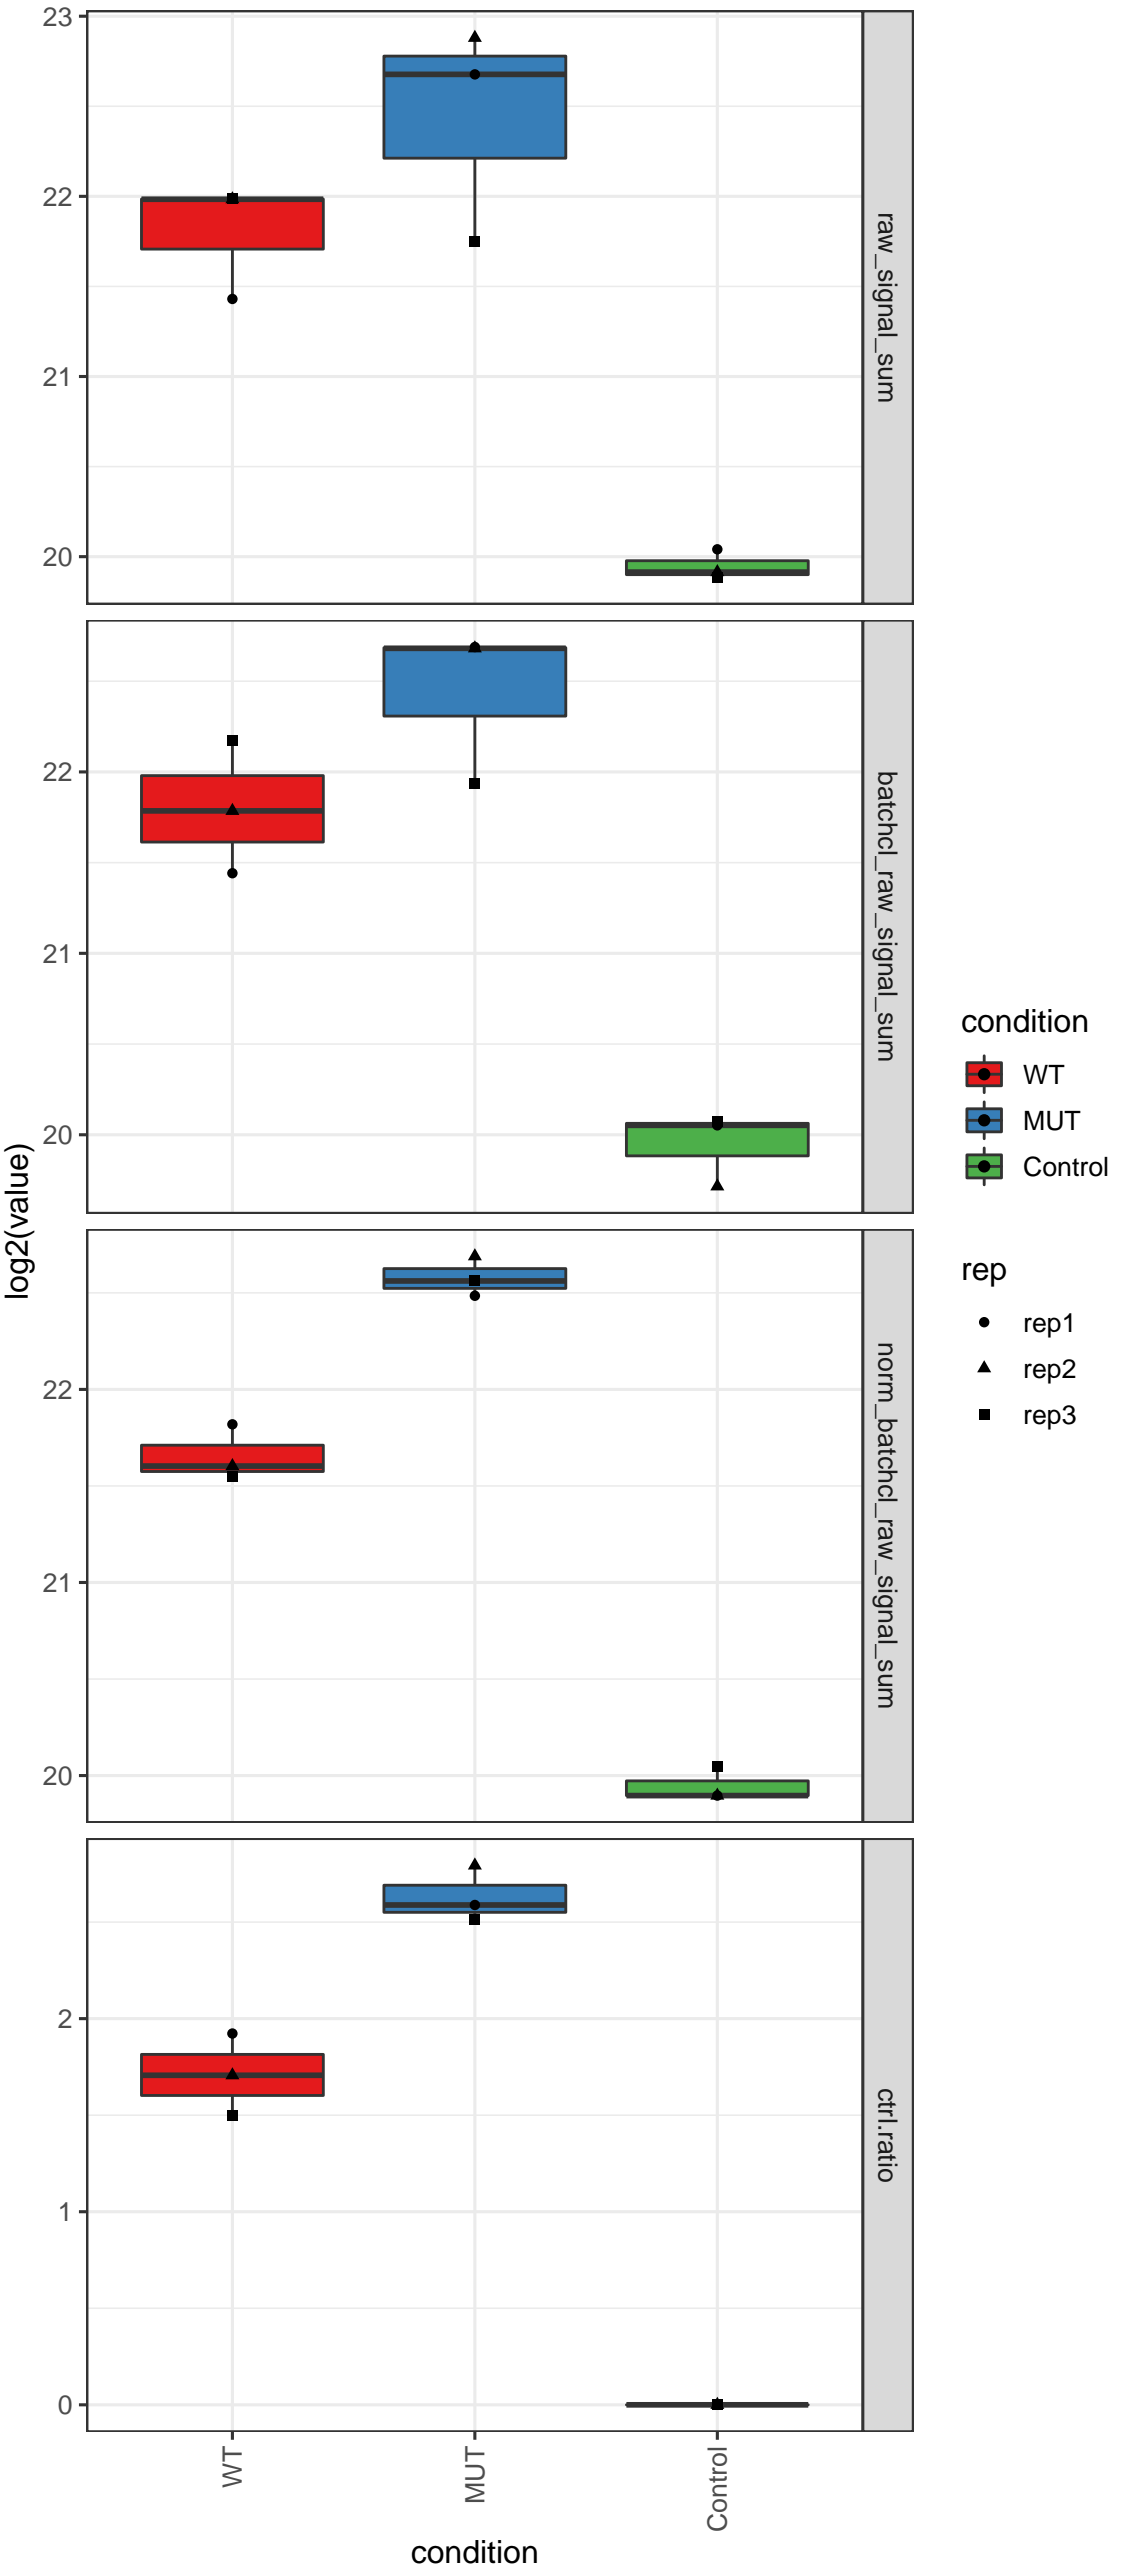 23
22
21
20
raw_signal_sum
22
21
20
batchcl_raw_signal_sum
22
21
20
norm_batchcl_raw_signal_sum
2
1
0
ctrl.ratio
log2(value)
WT
MUT
Control
condition
condition
WT
MUT
Control
rep
rep1
rep2
rep3